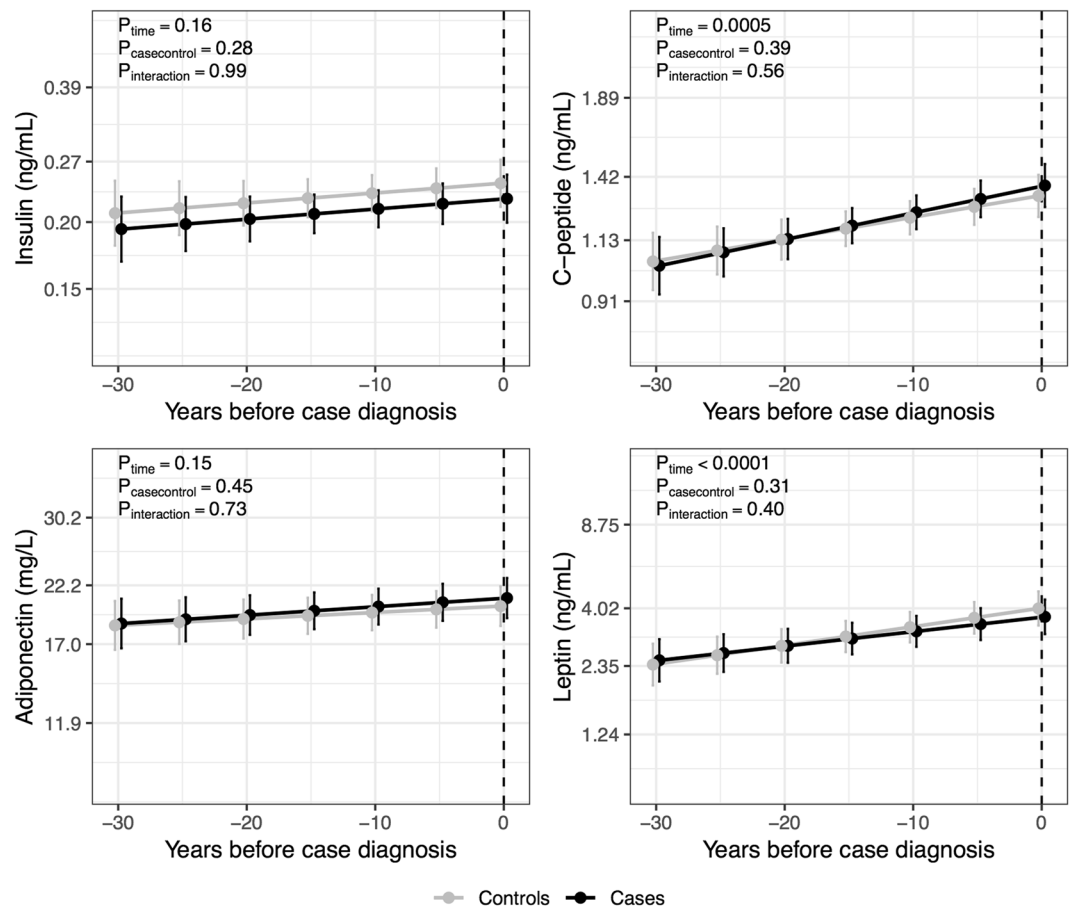 P_time = 0.16
P_casecontrol = 0.28
P_interaction = 0.99
0.39
0.27
0.20
0.15
Insulin (ng/mL)
−30 −20 −10 0
Years before case diagnosis
P_time = 0.0005
P_casecontrol = 0.39
P_interaction = 0.56
1.89
1.42
1.13
0.91
C−peptide (ng/mL)
−30 −20 −10 0
Years before case diagnosis
P_time = 0.15
P_casecontrol = 0.45
P_interaction = 0.73
30.2
22.2
17.0
11.9
Adiponectin (mg/L)
−30 −20 −10 0
Years before case diagnosis
P_time < 0.0001
P_casecontrol = 0.31
P_interaction = 0.40
8.75
4.02
2.35
1.24
Leptin (ng/mL)
−30 −20 −10 0
Years before case diagnosis
Controls Cases